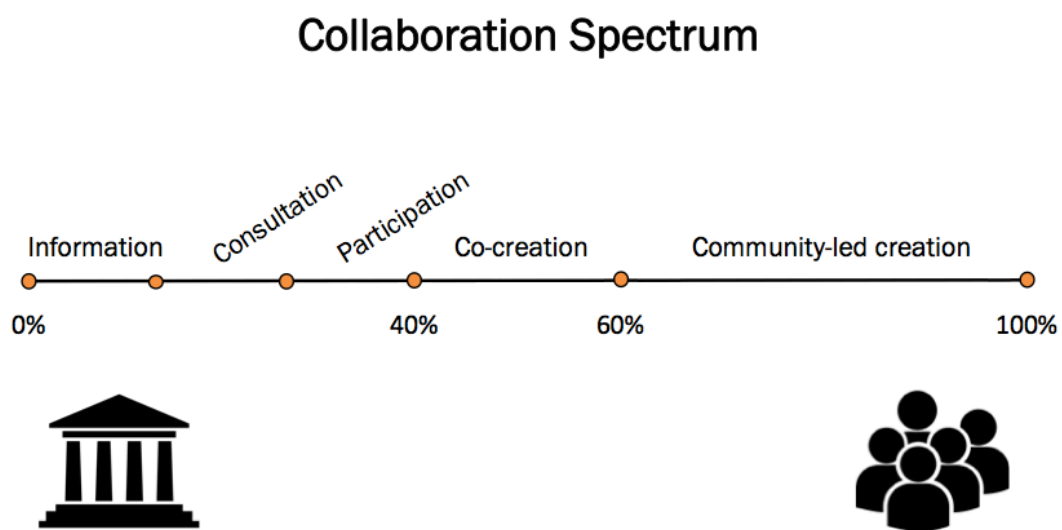 Collaboration Spectrum
Information
Consultation
Participation
Co-creation
Community-led creation
0%
40%
60%
100%